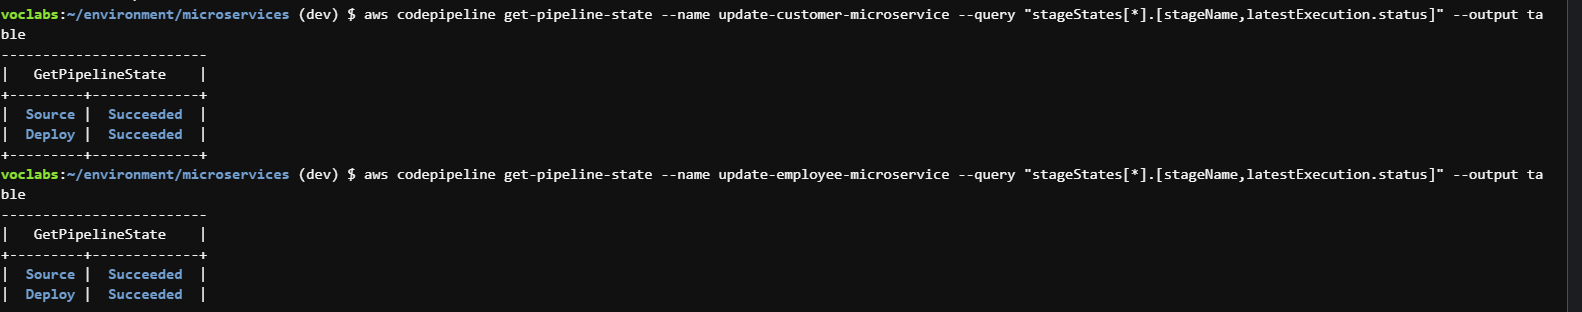 voclabs:~/environment/microservices (dev) $ aws codepipeline get-pipeline-state --name update-customer-microservice --query "stageStates[*].[stageName,latestExecution.status]" --output ta
ble
-------------------------
|   GetPipelineState    |
+---------+-------------+
|  Source |  Succeeded  |
|  Deploy |  Succeeded  |
+---------+-------------+
voclabs:~/environment/microservices (dev) $ aws codepipeline get-pipeline-state --name update-employee-microservice --query "stageStates[*].[stageName,latestExecution.status]" --output ta
ble
-------------------------
|   GetPipelineState    |
+---------+-------------+
|  Source |  Succeeded  |
|  Deploy |  Succeeded  |